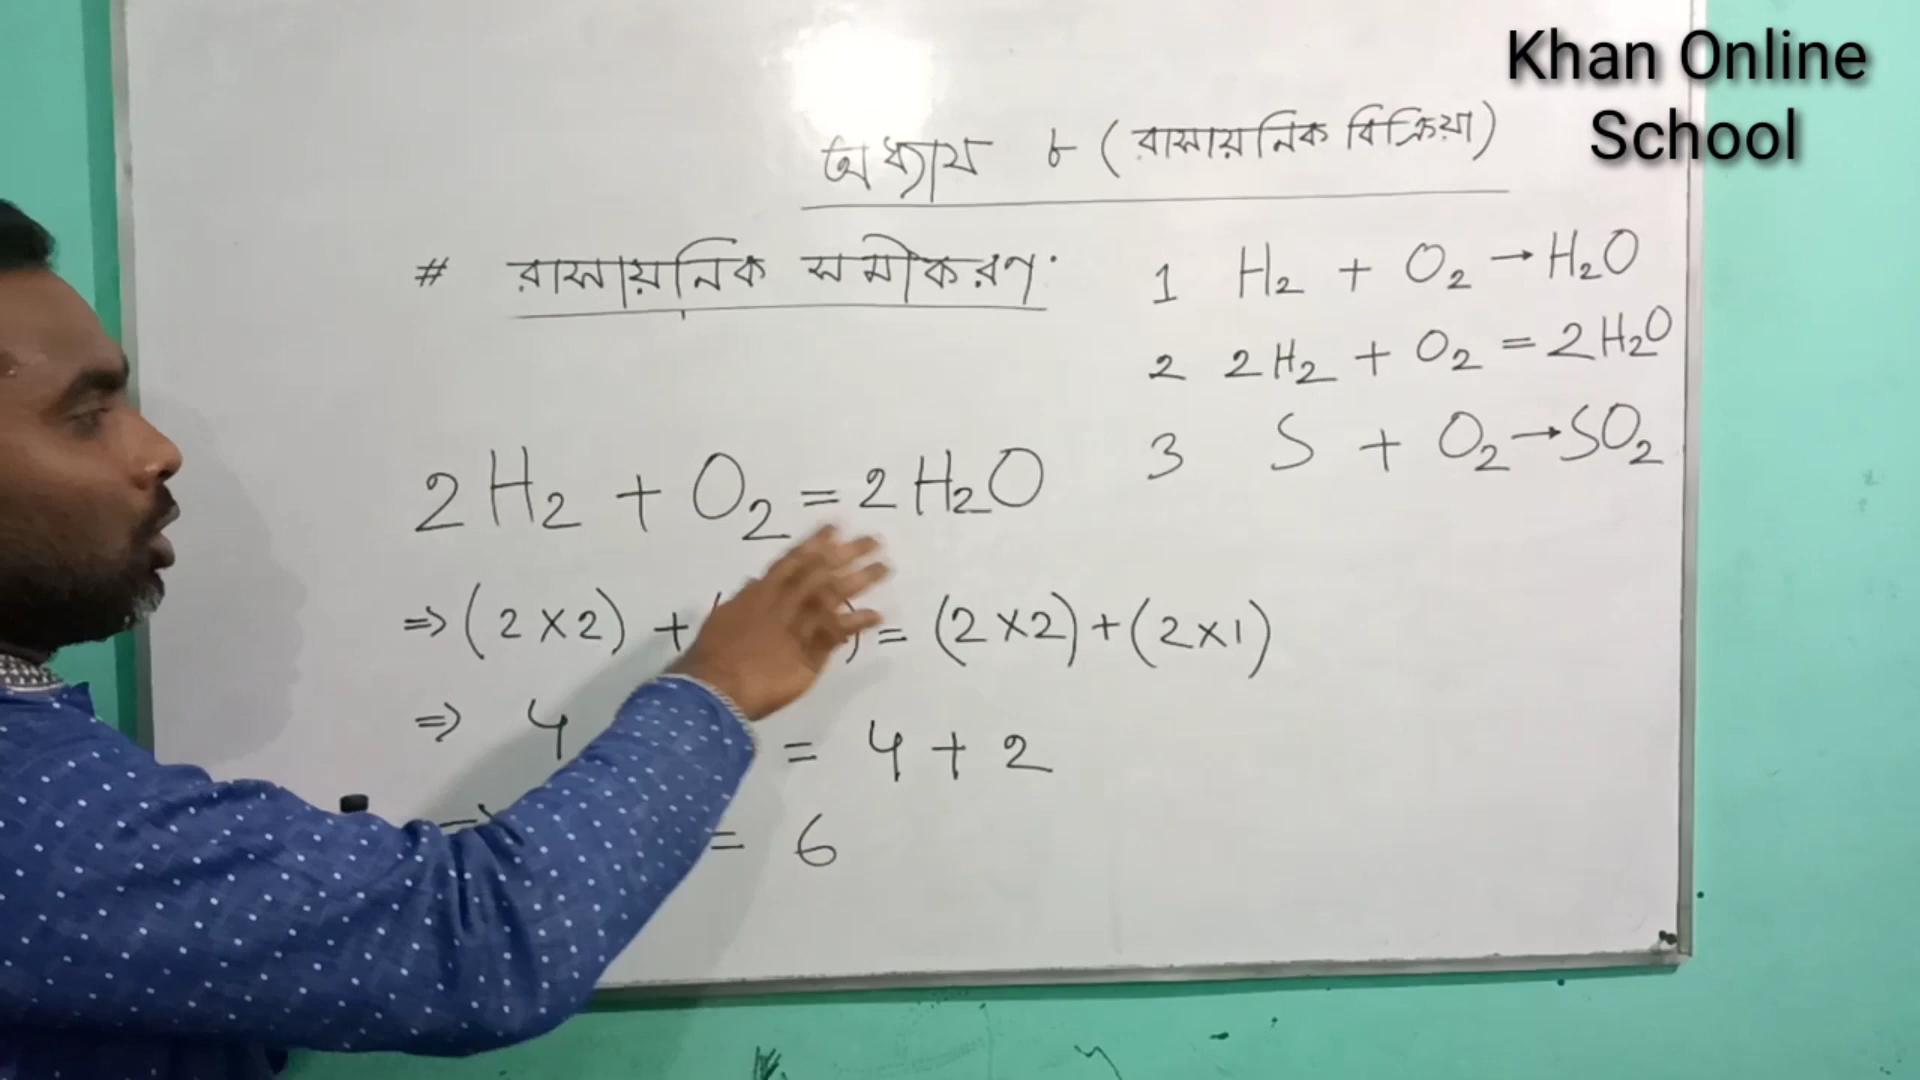 Khan Online
School
অধ্যায় ৮ (রাসায়নিক বিক্রিয়া)
# রাসায়নিক সমীকরণ:
1 H₂ + O₂ → H₂O
2 2H₂ + O₂ = 2H₂O
3 S + O₂ → SO₂
2H₂ + O₂ = 2H₂O
⇒ (2×2) + ( ) = (2×2) + (2×1)
⇒ 4 = 4 + 2
⇒ = 6